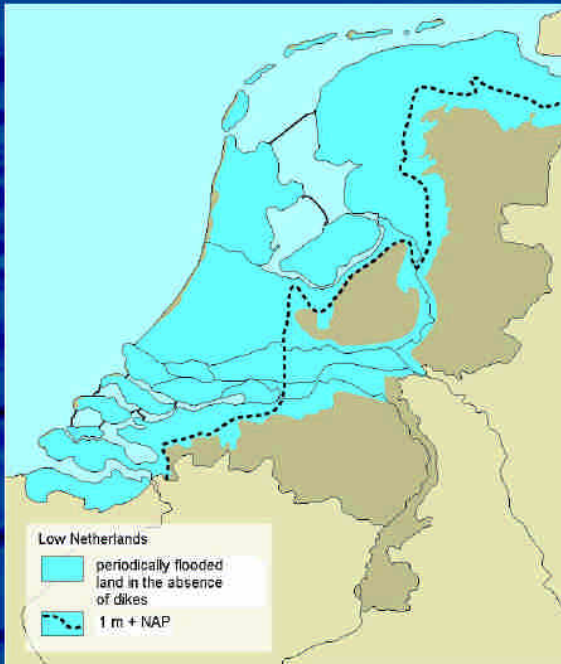 Low Netherlands
periodically flooded
land in the absence
of dikes
1 m + NAP